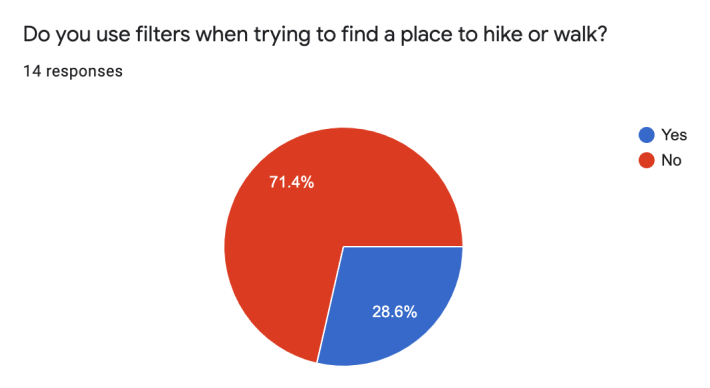 Do you use filters when trying to find a place to hike or walk?
14 responses
Yes
No
71.4%
28.6%